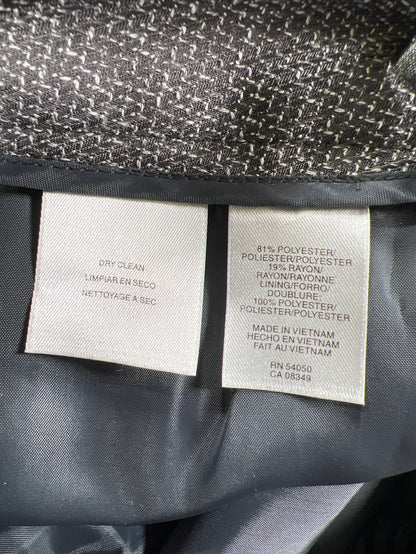 DRY CLEAN
LIMPIAR EN SECO
NETTOYAGE A SEC
81% POLYESTER/
POLIESTER/POLYESTER
19% RAYON/
RAYON/RAYONNE
LINING/FORRO/
DOUBLURE:
100% POLYESTER/
POLIESTER/POLYESTER
MADE IN VIETNAM
HECHO EN VIETNAM
FAIT AU VIETNAM
RN 54050
CA 08349